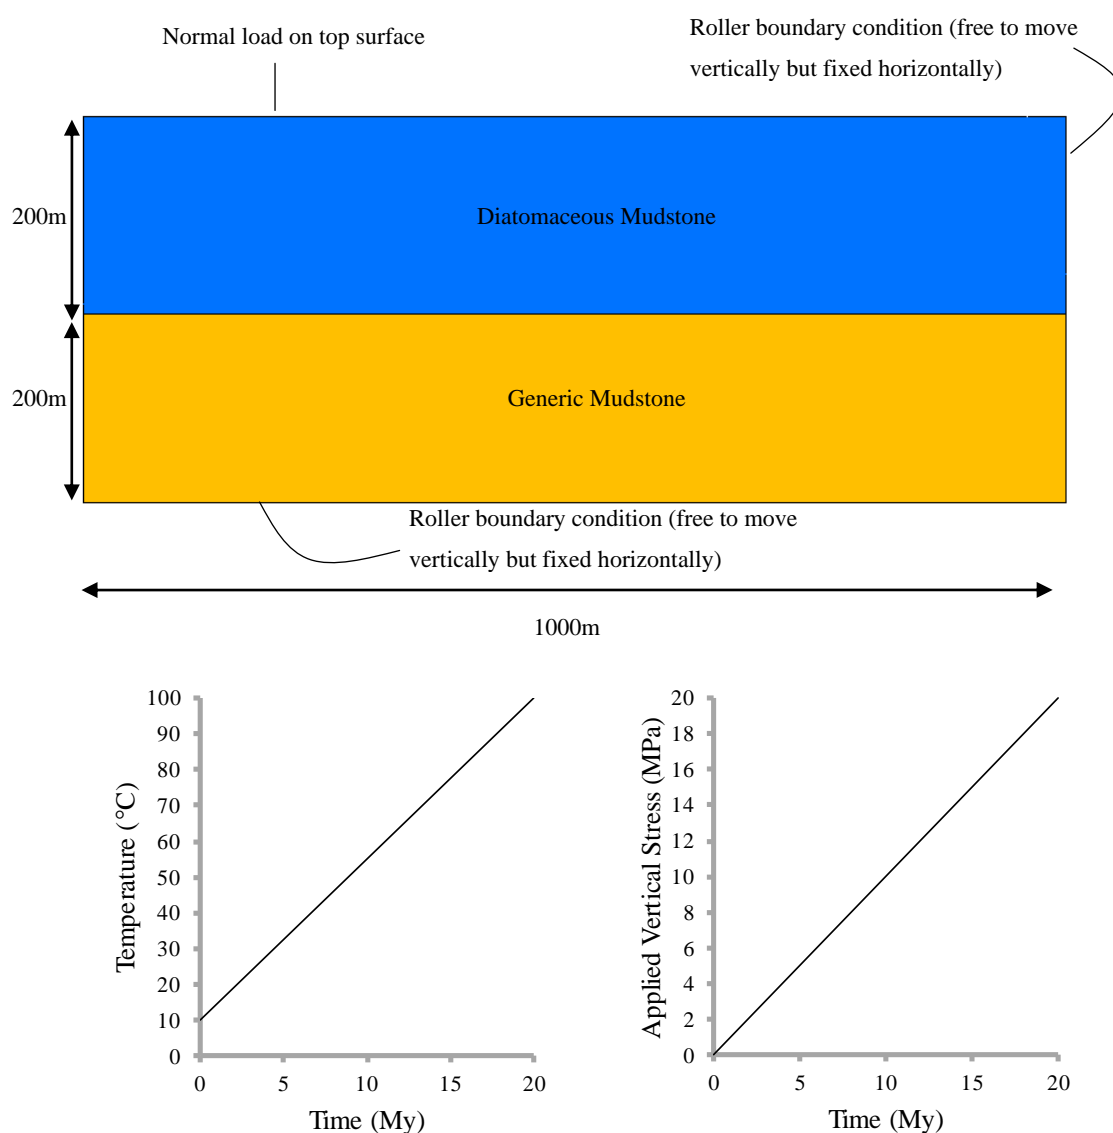 Normal load on top surface
Roller boundary condition (free to move
vertically but fixed horizontally)
200m
Diatomaceous Mudstone
200m
Generic Mudstone
Roller boundary condition (free to move
vertically but fixed horizontally)
1000m
Temperature (°C)
100
90
80
70
60
50
40
30
20
10
0
0 5 10 15 20
Time (My)
Applied Vertical Stress (MPa)
20
18
16
14
12
10
8
6
4
2
0
0 5 10 15 20
Time (My)